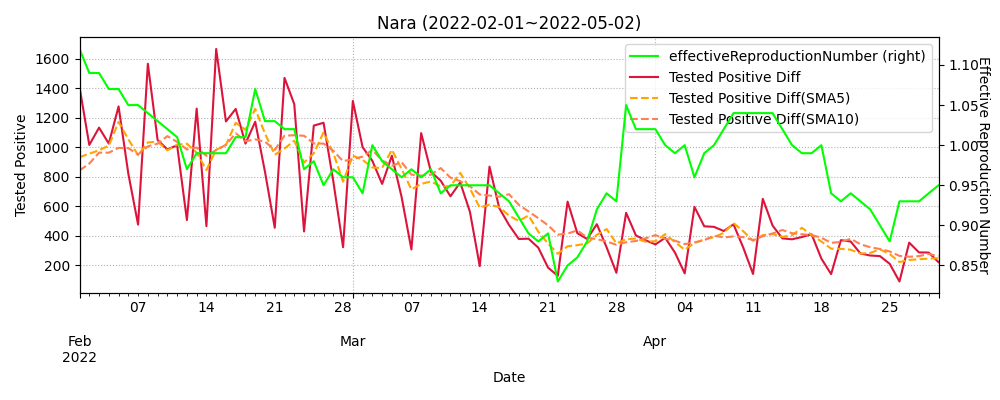 Nara (2022-02-01~2022-05-02)
effectiveReproductionNumber (right)
Tested Positive Diff
Tested Positive Diff(SMA5)
Tested Positive Diff(SMA10)
Tested Positive
1600
1400
1200
1000
800
600
400
200
1.10
1.05
1.00
0.95
0.90
0.85
Effective Reproduction Number
07 14 21 28 07 14 21 28 04 11 18 25
Feb Mar Apr
2022
Date